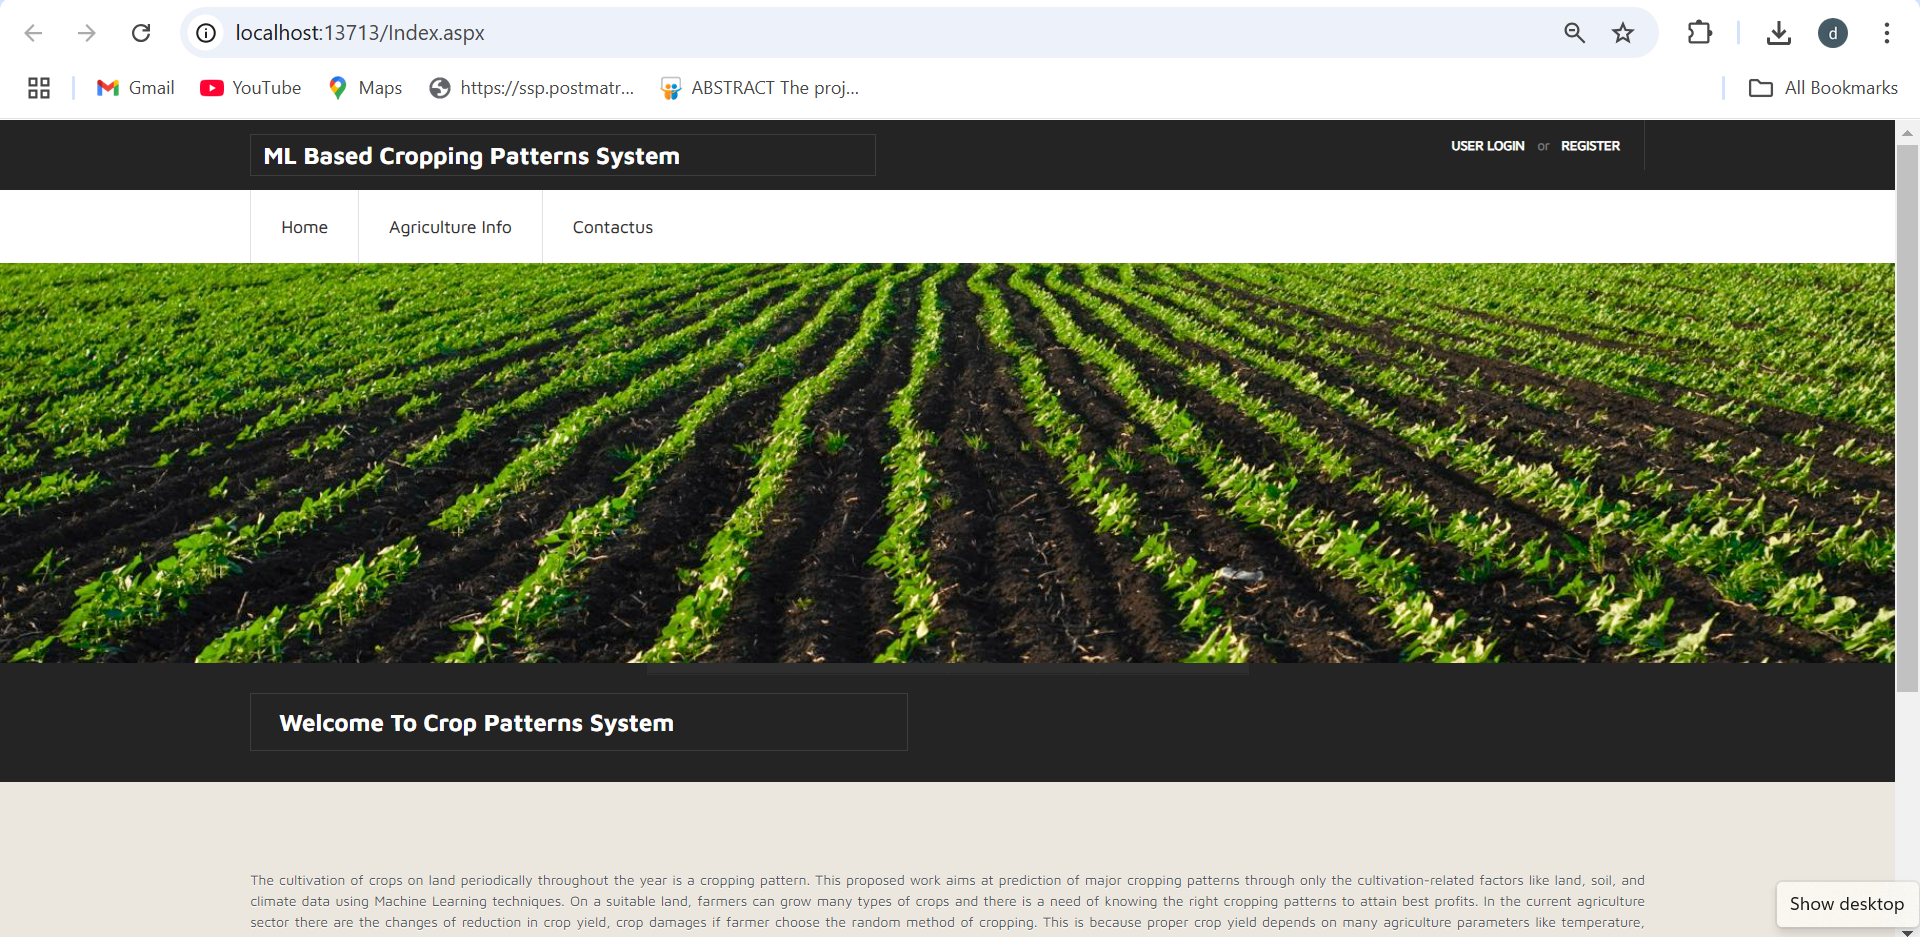 localhost:13713/Index.aspx
d
Gmail
YouTube
Maps
https://ssp.postmatr...
ABSTRACT The proj...
All Bookmarks
ML Based Cropping Patterns System
USER LOGIN or REGISTER
Home
Agriculture Info
Contactus
Welcome To Crop Patterns System
The cultivation of crops on land periodically throughout the year is a cropping pattern. This proposed work aims at prediction of major cropping patterns through only the cultivation-related factors like land, soil, and
climate data using Machine Learning techniques. On a suitable land, farmers can grow many types of crops and there is a need of knowing the right cropping patterns to attain best profits. In the current agriculture
sector there are the changes of reduction in crop yield, crop damages if farmer choose the random method of cropping. This is because proper crop yield depends on many agriculture parameters like temperature,
Show desktop